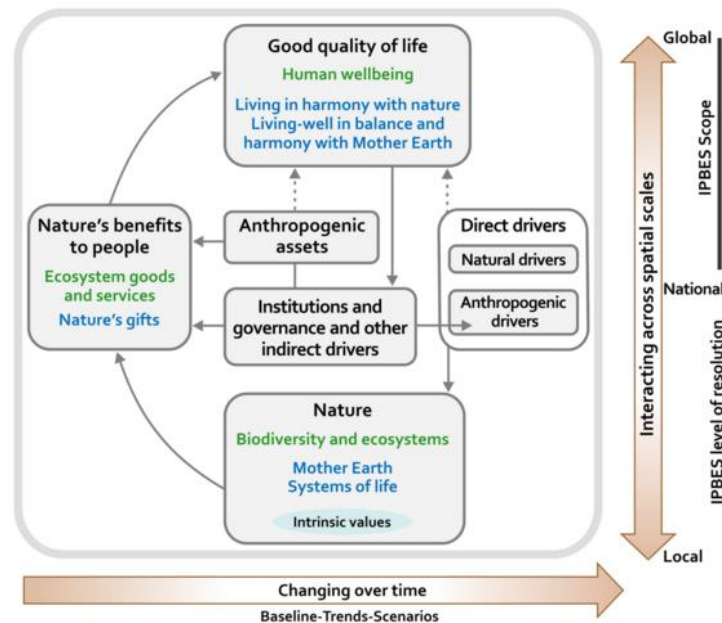 Good quality of life
Human wellbeing
Living in harmony with nature
Living-well in balance and
harmony with Mother Earth
Nature's benefits
to people
Ecosystem goods
and services
Nature's gifts
Anthropogenic
assets
Institutions and
governance and other
indirect drivers
Direct drivers
Natural drivers
Anthropogenic
drivers
Nature
Biodiversity and ecosystems
Mother Earth
Systems of life
Intrinsic values
Changing over time
Baseline-Trends-Scenarios
Global
National
Local
Interacting across spatial scales
IPBES Scope
IPBES level of resolution